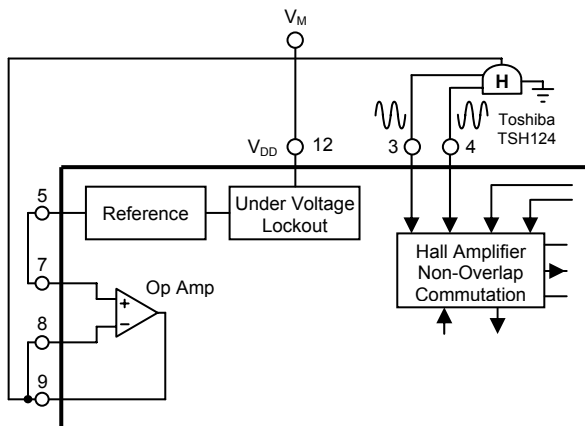 V_M
H
Toshiba
TSH124
V_DD
12
3
4
5
Reference
Under Voltage
Lockout
7
Op Amp
+
−
8
9
Hall Amplifier
Non-Overlap
Commutation